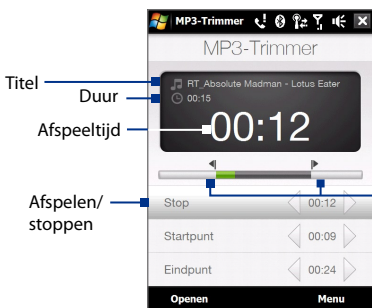 MP3-Trimmer
MP3-Trimmer
Titel
RT_Absolute Madman - Lotus Eater
Duur
00:15
Afspeeltijd
00:12
Afspelen/
stoppen
Stop 00:12
Startpunt 00:09
Eindpunt 00:24
Openen Menu